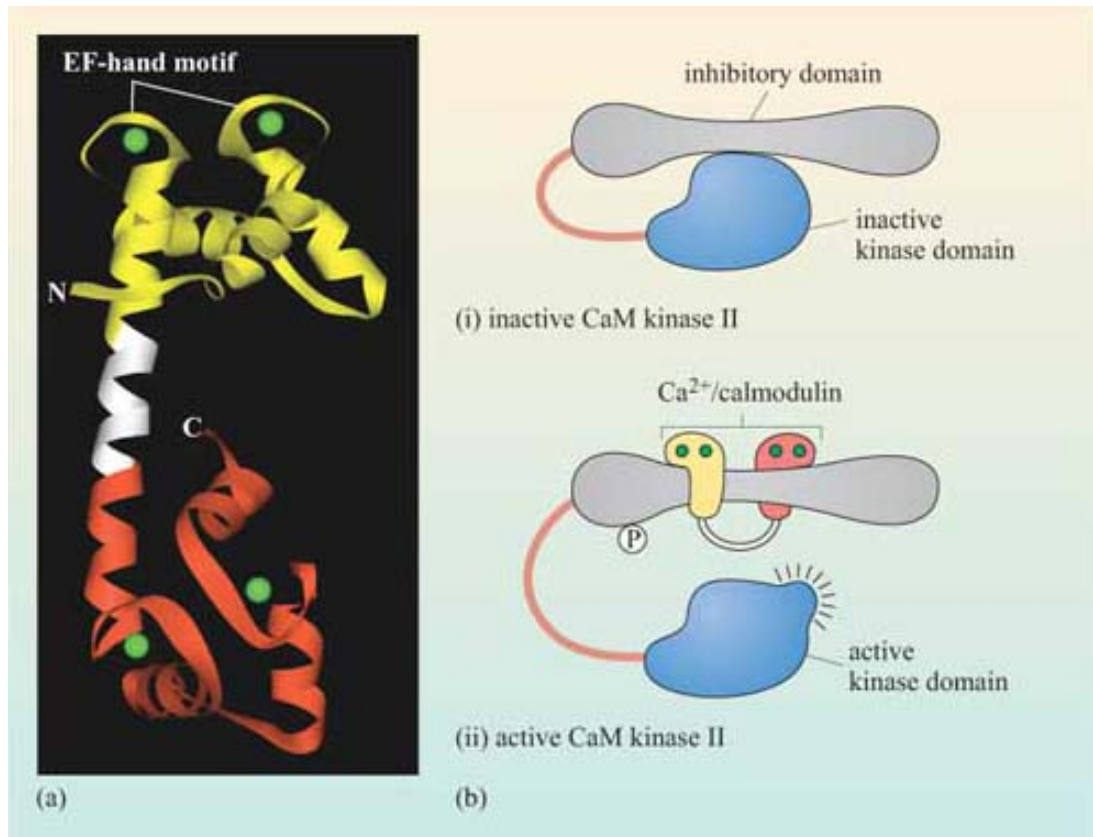 EF-hand motif
N
C
(a)
inhibitory domain
inactive
kinase domain
(i) inactive CaM kinase II
Ca²⁺/calmodulin
P
active
kinase domain
(ii) active CaM kinase II
(b)